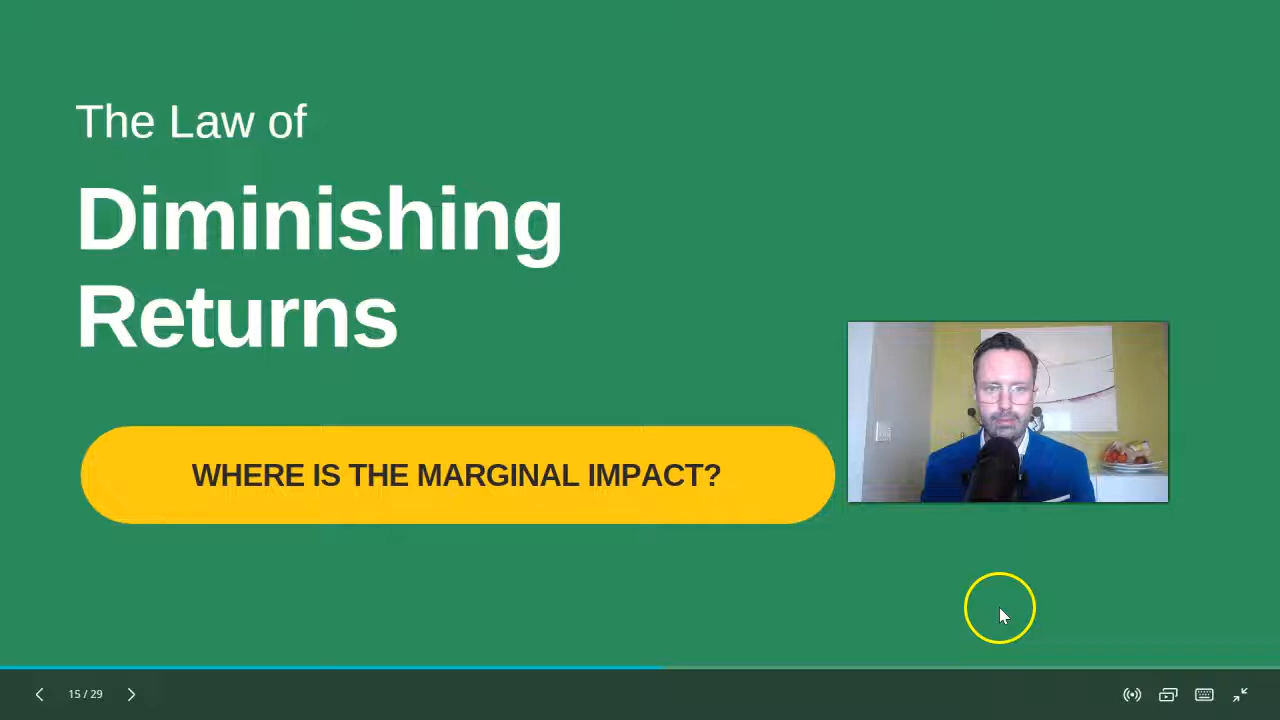 The Law of
Diminishing
Returns
WHERE IS THE MARGINAL IMPACT?
15 / 29